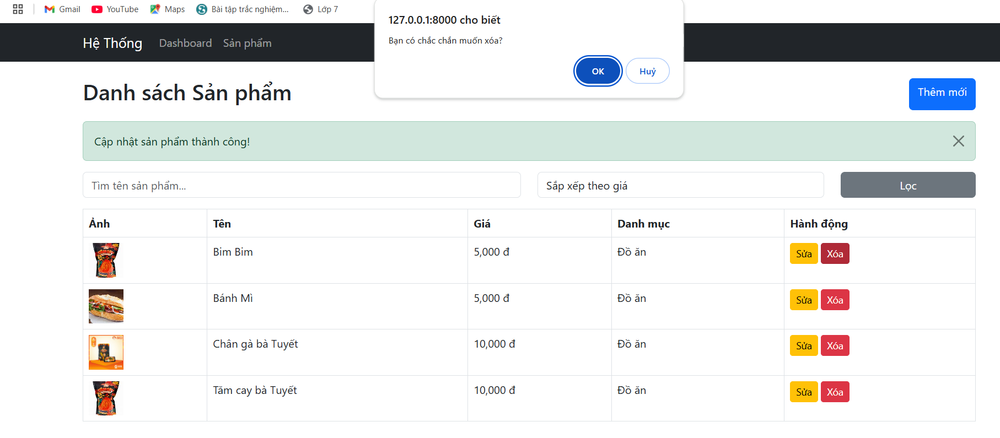 Gmail YouTube Maps Bài tập trắc nghiệm... Lớp 7
127.0.0.1:8000 cho biết
Bạn có chắc chắn muốn xóa?
OK Huỷ
Hệ Thống Dashboard Sản phẩm
Danh sách Sản phẩm Thêm mới
Cập nhật sản phẩm thành công!
Tìm tên sản phẩm... Sắp xếp theo giá Lọc
Ảnh Tên Giá Danh mục Hành động
Bim Bim 5,000 đ Đồ ăn Sửa Xóa
Bánh Mì 5,000 đ Đồ ăn Sửa Xóa
Chân gà bà Tuyết 10,000 đ Đồ ăn Sửa Xóa
Tăm cay bà Tuyết 10,000 đ Đồ ăn Sửa Xóa